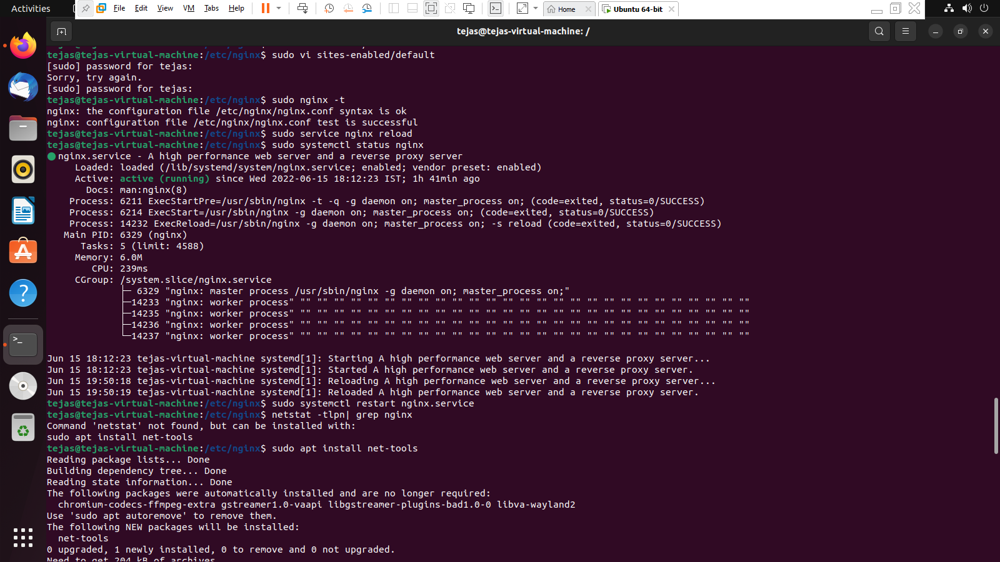 Activities
File Edit View VM Tabs Help
Home
Ubuntu 64-bit
tejas@tejas-virtual-machine: /
tejas@tejas-virtual-machine:/etc/nginx$ sudo vi sites-enabled/default
[sudo] password for tejas:
Sorry, try again.
[sudo] password for tejas:
tejas@tejas-virtual-machine:/etc/nginx$ sudo nginx -t
nginx: the configuration file /etc/nginx/nginx.conf syntax is ok
nginx: configuration file /etc/nginx/nginx.conf test is successful
tejas@tejas-virtual-machine:/etc/nginx$ sudo service nginx reload
tejas@tejas-virtual-machine:/etc/nginx$ sudo systemctl status nginx
● nginx.service - A high performance web server and a reverse proxy server
Loaded: loaded (/lib/systemd/system/nginx.service; enabled; vendor preset: enabled)
Active: active (running) since Wed 2022-06-15 18:12:23 IST; 1h 41min ago
Docs: man:nginx(8)
Process: 6211 ExecStartPre=/usr/sbin/nginx -t -q -g daemon on; master_process on; (code=exited, status=0/SUCCESS)
Process: 6214 ExecStart=/usr/sbin/nginx -g daemon on; master_process on; (code=exited, status=0/SUCCESS)
Process: 14232 ExecReload=/usr/sbin/nginx -g daemon on; master_process on; -s reload (code=exited, status=0/SUCCESS)
Main PID: 6329 (nginx)
Tasks: 5 (limit: 4588)
Memory: 6.0M
CPU: 239ms
CGroup: /system.slice/nginx.service
├─ 6329 "nginx: master process /usr/sbin/nginx -g daemon on; master_process on;"
├─14233 "nginx: worker process" "" "" "" "" "" "" "" "" "" "" "" "" "" "" "" "" "" "" "" "" "" "" "" "" "" "" ""
├─14235 "nginx: worker process" "" "" "" "" "" "" "" "" "" "" "" "" "" "" "" "" "" "" "" "" "" "" "" "" "" "" ""
├─14236 "nginx: worker process" "" "" "" "" "" "" "" "" "" "" "" "" "" "" "" "" "" "" "" "" "" "" "" "" "" "" ""
└─14237 "nginx: worker process" "" "" "" "" "" "" "" "" "" "" "" "" "" "" "" "" "" "" "" "" "" "" "" "" "" "" ""
Jun 15 18:12:23 tejas-virtual-machine systemd[1]: Starting A high performance web server and a reverse proxy server...
Jun 15 18:12:23 tejas-virtual-machine systemd[1]: Started A high performance web server and a reverse proxy server.
Jun 15 19:50:18 tejas-virtual-machine systemd[1]: Reloading A high performance web server and a reverse proxy server...
Jun 15 19:50:19 tejas-virtual-machine systemd[1]: Reloaded A high performance web server and a reverse proxy server.
tejas@tejas-virtual-machine:/etc/nginx$ sudo systemctl restart nginx.service
tejas@tejas-virtual-machine:/etc/nginx$ netstat -tlpn| grep nginx
Command 'netstat' not found, but can be installed with:
sudo apt install net-tools
tejas@tejas-virtual-machine:/etc/nginx$ sudo apt install net-tools
Reading package lists... Done
Building dependency tree... Done
Reading state information... Done
The following packages were automatically installed and are no longer required:
chromium-codecs-ffmpeg-extra gstreamer1.0-vaapi libgstreamer-plugins-bad1.0-0 libva-wayland2
Use 'sudo apt autoremove' to remove them.
The following NEW packages will be installed:
net-tools
0 upgraded, 1 newly installed, 0 to remove and 0 not upgraded.
Need to get 204 kB of archives.